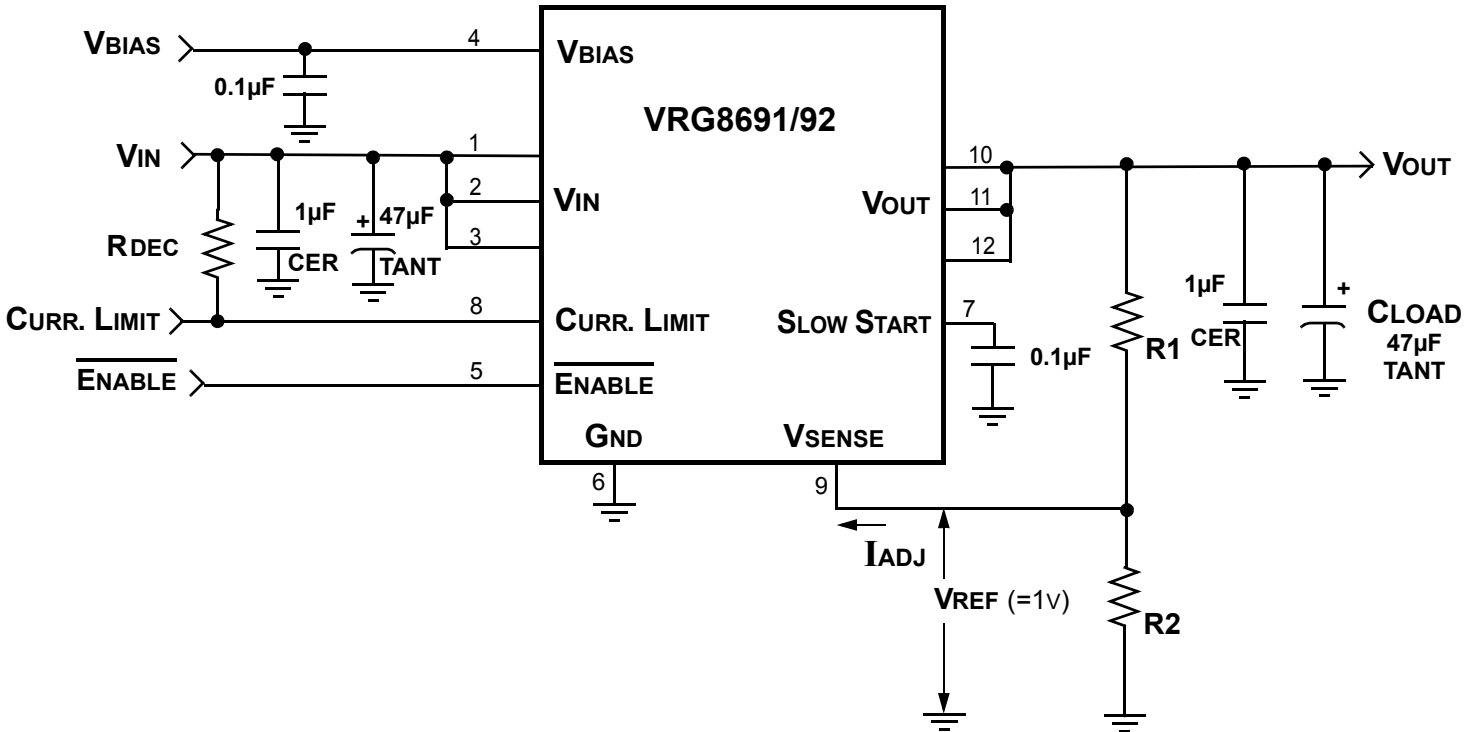 VBIAS
4
VBIAS
0.1µF
VRG8691/92
VIN
1
2
3
VIN
RDEC
1µF
CER
+
47µF
TANT
10
11
12
VOUT
VOUT
CURR. LIMIT
8
CURR. LIMIT
SLOW START
7
0.1µF
R1
1µF
CER
+
CLOAD
47µF
TANT
ENABLE
5
ENABLE
GND
6
VSENSE
9
IADJ
VREF (=1V)
R2